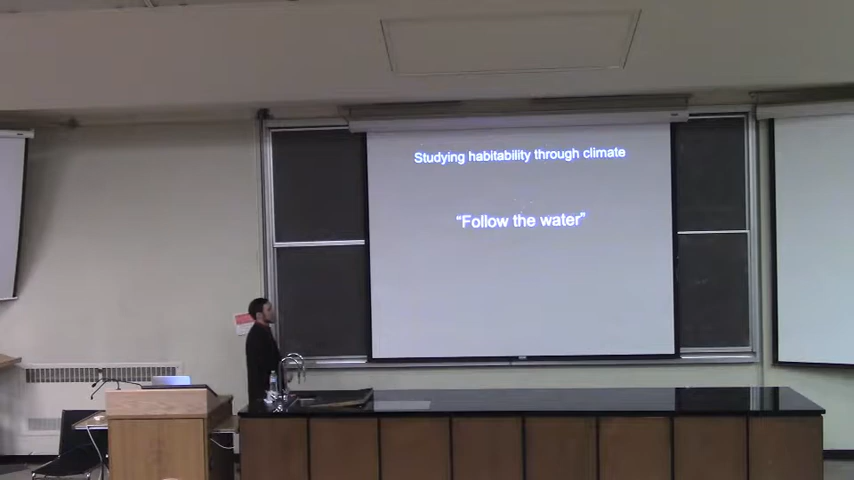 Studying habitability through climate
“Follow the water”